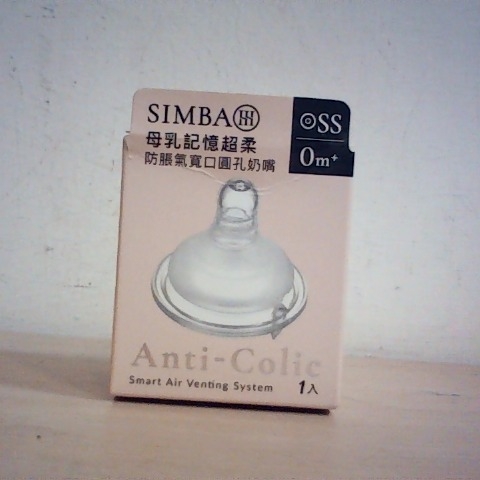 SIMBA
SS
0m+
母乳記憶超柔
防脹氣寬口圓孔奶嘴
Anti-Colic
Smart Air Venting System
1入